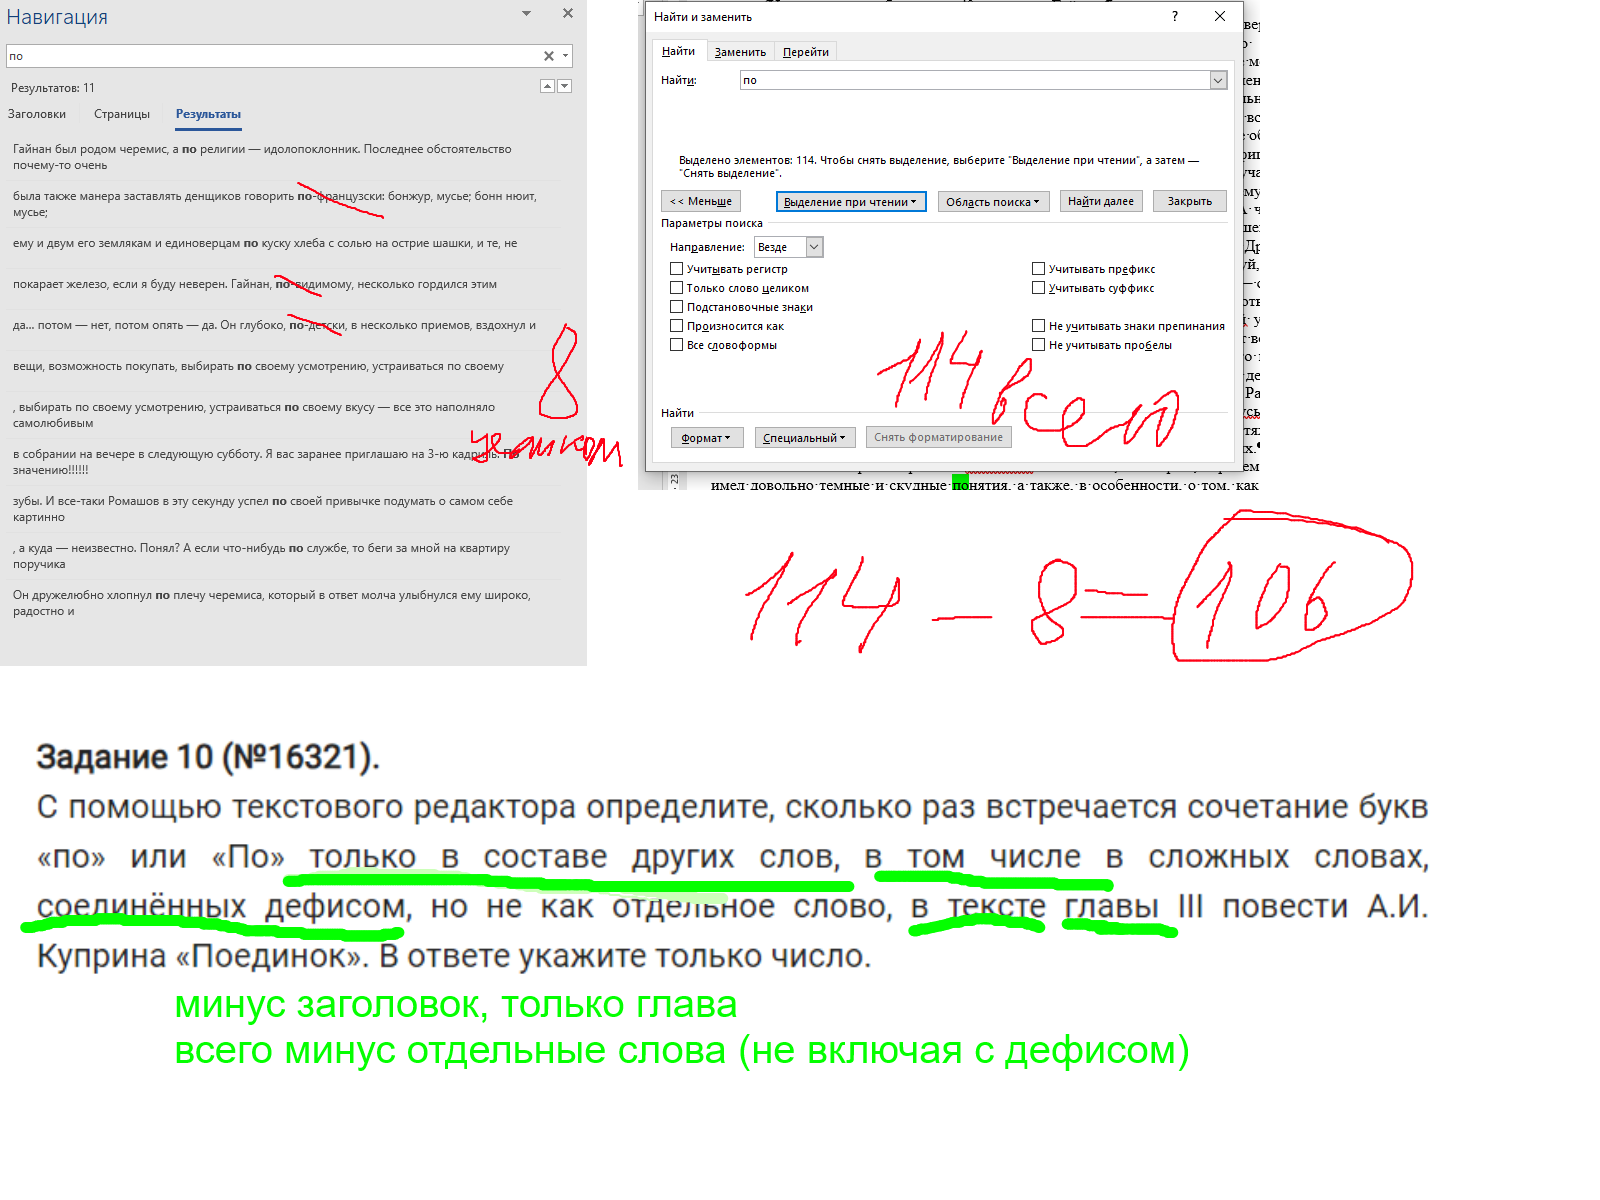 Навигация
по
Результатов: 11
Заголовки Страницы Результаты
Гайнан был родом черемис, а по религии — идолопоклонник. Последнее обстоятельство
почему-то очень
была также манера заставлять денщиков говорить по-французски: бонжур, мусье; бонн нюит,
мусье;
ему и двум его землякам и единоверцам по куску хлеба с солью на острие шашки, и те, не
покарает железо, если я буду неверен. Гайнан, по-видимому, несколько гордился этим
да... потом — нет, потом опять — да. Он глубоко, по-детски, в несколько приемов, вздохнул и
вещи, возможность покупать, выбирать по своему усмотрению, устраиваться по своему
, выбирать по своему усмотрению, устраиваться по своему вкусу — все это наполняло
самолюбивым
в собрании на вечере в следующую субботу. Я вас заранее приглашаю на 3-ю кадриль. По
значению!!!!!!
зубы. И все-таки Ромашов в эту секунду успел по своей привычке подумать о самом себе
картинно
, а куда — неизвестно. Понял? А если что-нибудь по службе, то беги за мной на квартиру
поручика
Он дружелюбно хлопнул по плечу черемиса, который в ответ молча улыбнулся ему широко,
радостно и
8
целиком
Найти и заменить
Найти Заменить Перейти
Найти: по
Выделено элементов: 114. Чтобы снять выделение, выберите "Выделение при чтении", а затем —
"Снять выделение".
<< Меньше Выделение при чтении Область поиска Найти далее Закрыть
Параметры поиска
Направление: Везде
Учитывать регистр Учитывать префикс
Только слово целиком Учитывать суффикс
Подстановочные знаки
Произносится как Не учитывать знаки препинания
Все словоформы Не учитывать пробелы
114 всего
Найти
Формат Специальный Снять форматирование
23
имел довольно темные и скудные понятия, а также, в особенности, о том, как
114 - 8 = 106
Задание 10 (№16321).
С помощью текстового редактора определите, сколько раз встречается сочетание букв
«по» или «По» только в составе других слов, в том числе в сложных словах,
соединённых дефисом, но не как отдельное слово, в тексте главы III повести А.И.
Куприна «Поединок». В ответе укажите только число.
минус заголовок, только глава
всего минус отдельные слова (не включая с дефисом)